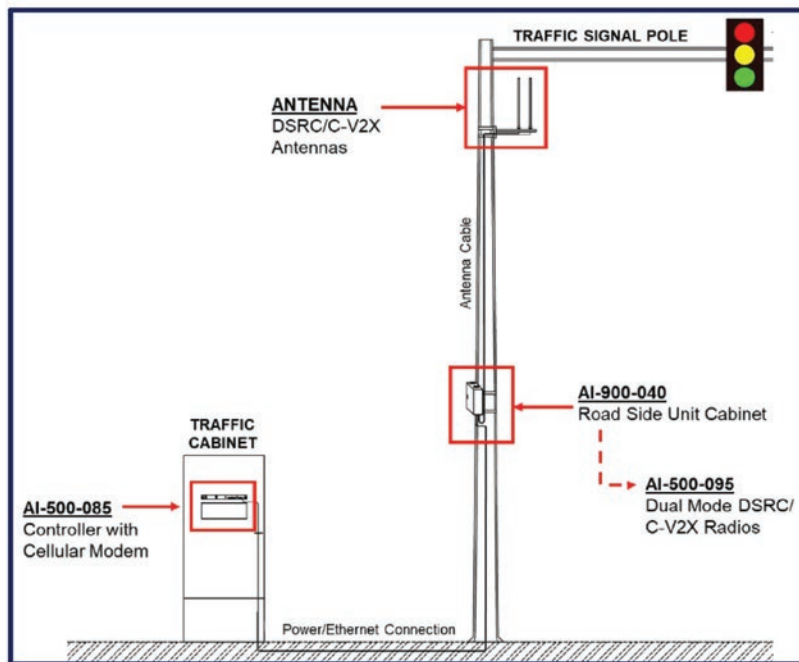 TRAFFIC SIGNAL POLE
ANTENNA
DSRC/C-V2X
Antennas
Antenna Cable
AI-900-040
Road Side Unit Cabinet
TRAFFIC
CABINET
AI-500-085
Controller with
Cellular Modem
AI-500-095
Dual Mode DSRC/
C-V2X Radios
Power/Ethernet Connection